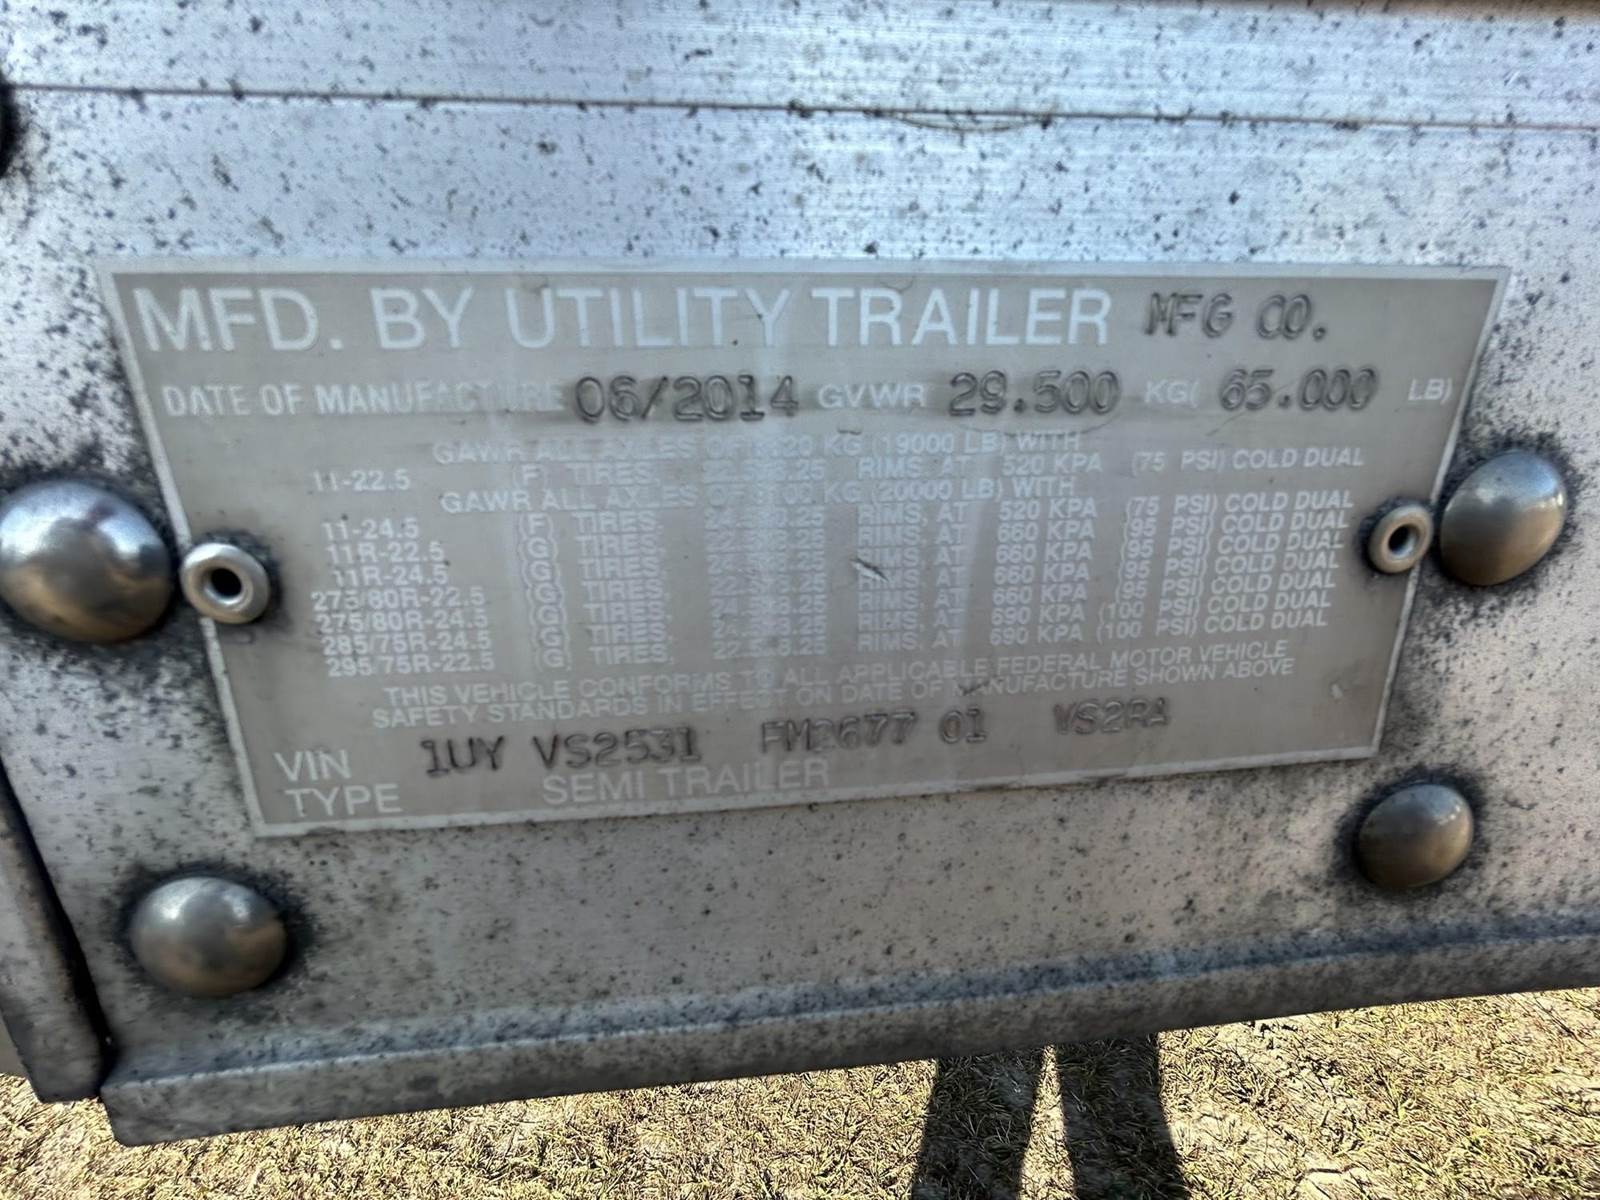 MFD. BY UTILITY TRAILER MFG CO.
DATE OF MANUFACTURE 06/2014 GVWR 29.500 KG( 65.000 LB)
GAWR ALL AXLES OF KG (19000 LB) WITH
11-22.5 (F) TIRES, RIMS, AT 520 KPA (75 PSI) COLD DUAL
GAWR ALL AXLES OF KG (20000 LB) WITH
11-24.5 (F) TIRES, RIMS, AT 520 KPA (75 PSI) COLD DUAL
11R-22.5 (G) TIRES, RIMS, AT 660 KPA (95 PSI) COLD DUAL
11R-24.5 (G) TIRES, RIMS, AT 660 KPA (95 PSI) COLD DUAL
275/80R-22.5 (G) TIRES, RIMS, AT 660 KPA (95 PSI) COLD DUAL
275/80R-24.5 (G) TIRES, RIMS, AT 660 KPA (95 PSI) COLD DUAL
285/75R-24.5 (G) TIRES, RIMS, AT 690 KPA (100 PSI) COLD DUAL
295/75R-22.5 (G) TIRES, RIMS, AT 690 KPA (100 PSI) COLD DUAL
THIS VEHICLE CONFORMS TO ALL APPLICABLE FEDERAL MOTOR VEHICLE
SAFETY STANDARDS IN EFFECT ON DATE OF MANUFACTURE SHOWN ABOVE
VIN 1UY VS2531 FM2677 01 VS2RA
TYPE SEMI TRAILER